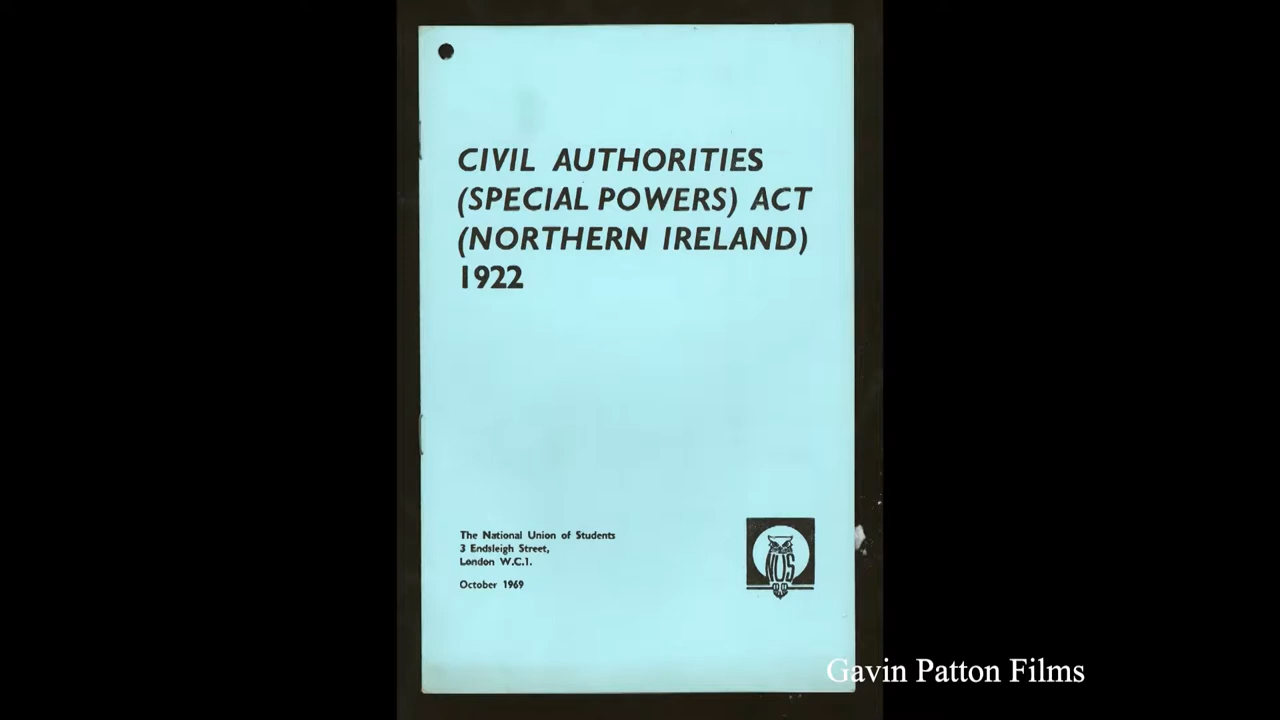 CIVIL AUTHORITIES
(SPECIAL POWERS) ACT
(NORTHERN IRELAND)
1922
The National Union of Students
3 Endsleigh Street,
London W.C.1.
October 1969
NUS
Gavin Patton Films